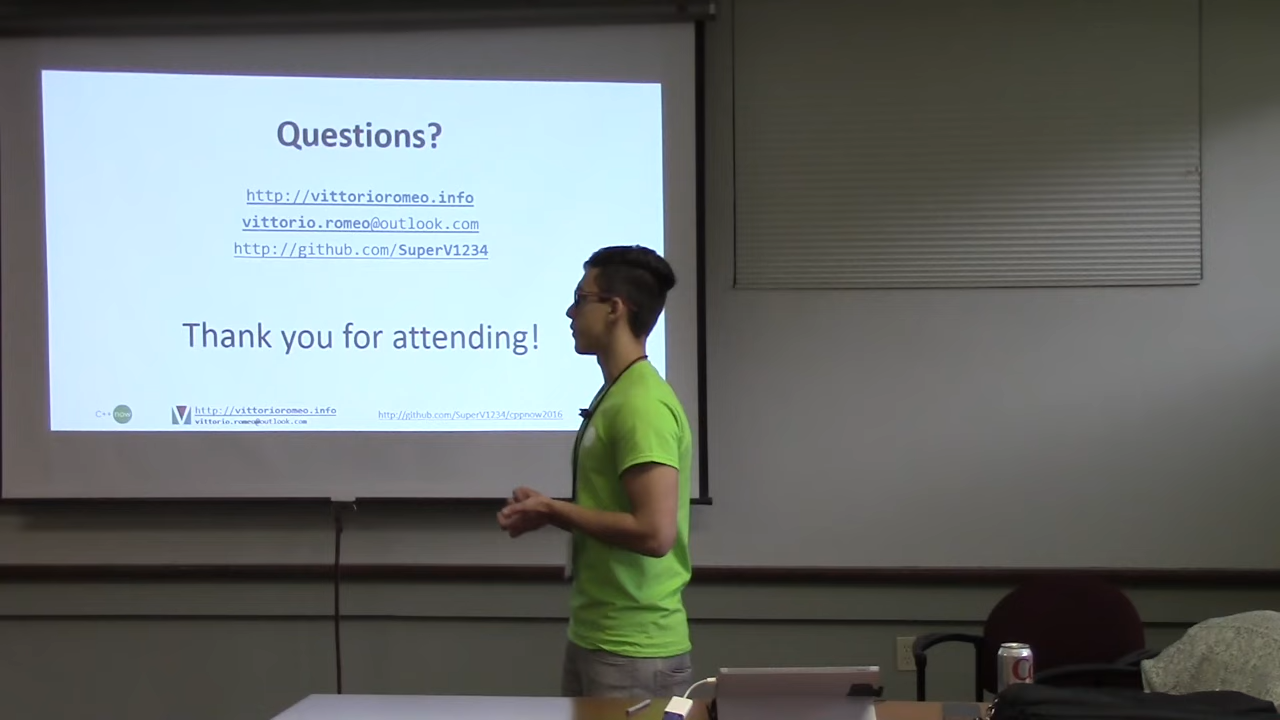 Questions?
http://vittorioromeo.info
vittorio.romeo@outlook.com
http://github.com/SuperV1234
Thank you for attending!
C++ now
http://vittorioromeo.info
vittorio.romeo@outlook.com
http://github.com/SuperV1234/cppnow2016